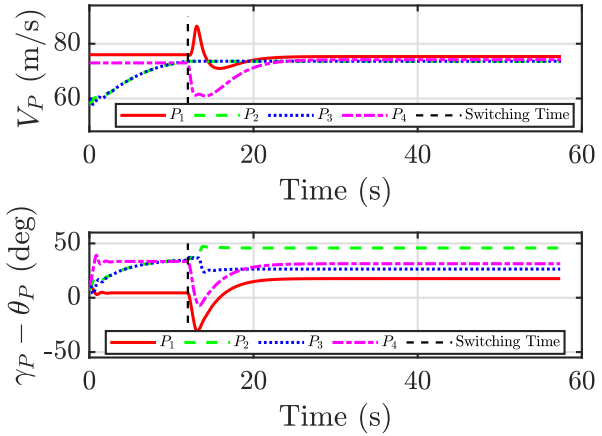 80
60
V_P (m/s)
P_1 P_2 P_3 P_4 Switching Time
0 20 40 60
Time (s)
50
0
-50
γ_P − θ_P (deg)
P_1 P_2 P_3 P_4 Switching Time
0 20 40 60
Time (s)